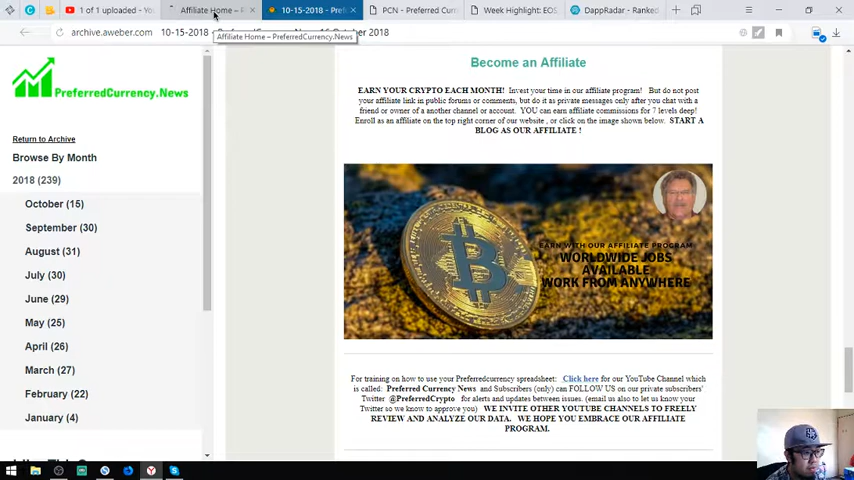 1 of 1 uploaded - Yo
Affiliate Home –
10-15-2018 - Pref
PCN - Preferred Curr
Week Highlight: EOS
DappRadar - Ranked
archive.aweber.com
10-15-2018 -
October 2018
Affiliate Home – PreferredCurrency.News
PreferredCurrency.News
Return to Archive
Browse By Month
2018 (239)
October (15)
September (30)
August (31)
July (30)
June (29)
May (25)
April (26)
March (27)
February (22)
January (4)
Become an Affiliate
EARN YOUR CRYPTO EACH MONTH! Invest your time in our affiliate program! But do not post
your affiliate link in public forums or comments, but do it as private messages only after you chat with a
friend or owner of a another channel or account. YOU can earn affiliate commissions for 7 levels deep!
Enroll as an affiliate on the top right corner of our website , or click on the image shown below. START A
BLOG AS OUR AFFILIATE !
EARN WITH OUR AFFILIATE PROGRAM
WORLDWIDE JOBS
AVAILABLE
WORK FROM ANYWHERE
For training on how to use your Preferredcurrency spreadsheet: Click here for our YouTube Channel which
is called: Preferred Currency News and Subscribers (only) can FOLLOW US on our private subscribers'
Twitter @PreferredCrypto for alerts and updates between issues. (email us also to let us know your
Twitter so we know to approve you) WE INVITE OTHER YOUTUBE CHANNELS TO FREELY
REVIEW AND ANALYZE OUR DATA. WE HOPE YOU EMBRACE OUR AFFILIATE
PROGRAM.